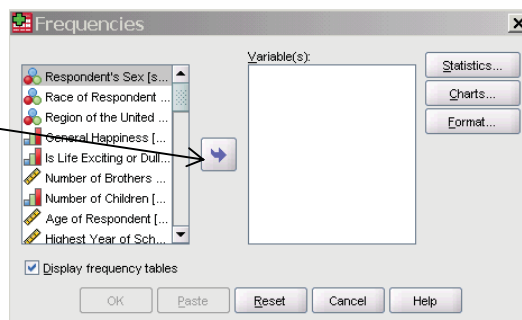 Frequencies
Variable(s):
Respondent's Sex [s...
Race of Respondent ...
Region of the United ...
General Happiness [...
Is Life Exciting or Dull...
Number of Brothers ...
Number of Children [...
Age of Respondent [...
Highest Year of Sch...
Statistics...
Charts...
Format...
Display frequency tables
OK
Paste
Reset
Cancel
Help